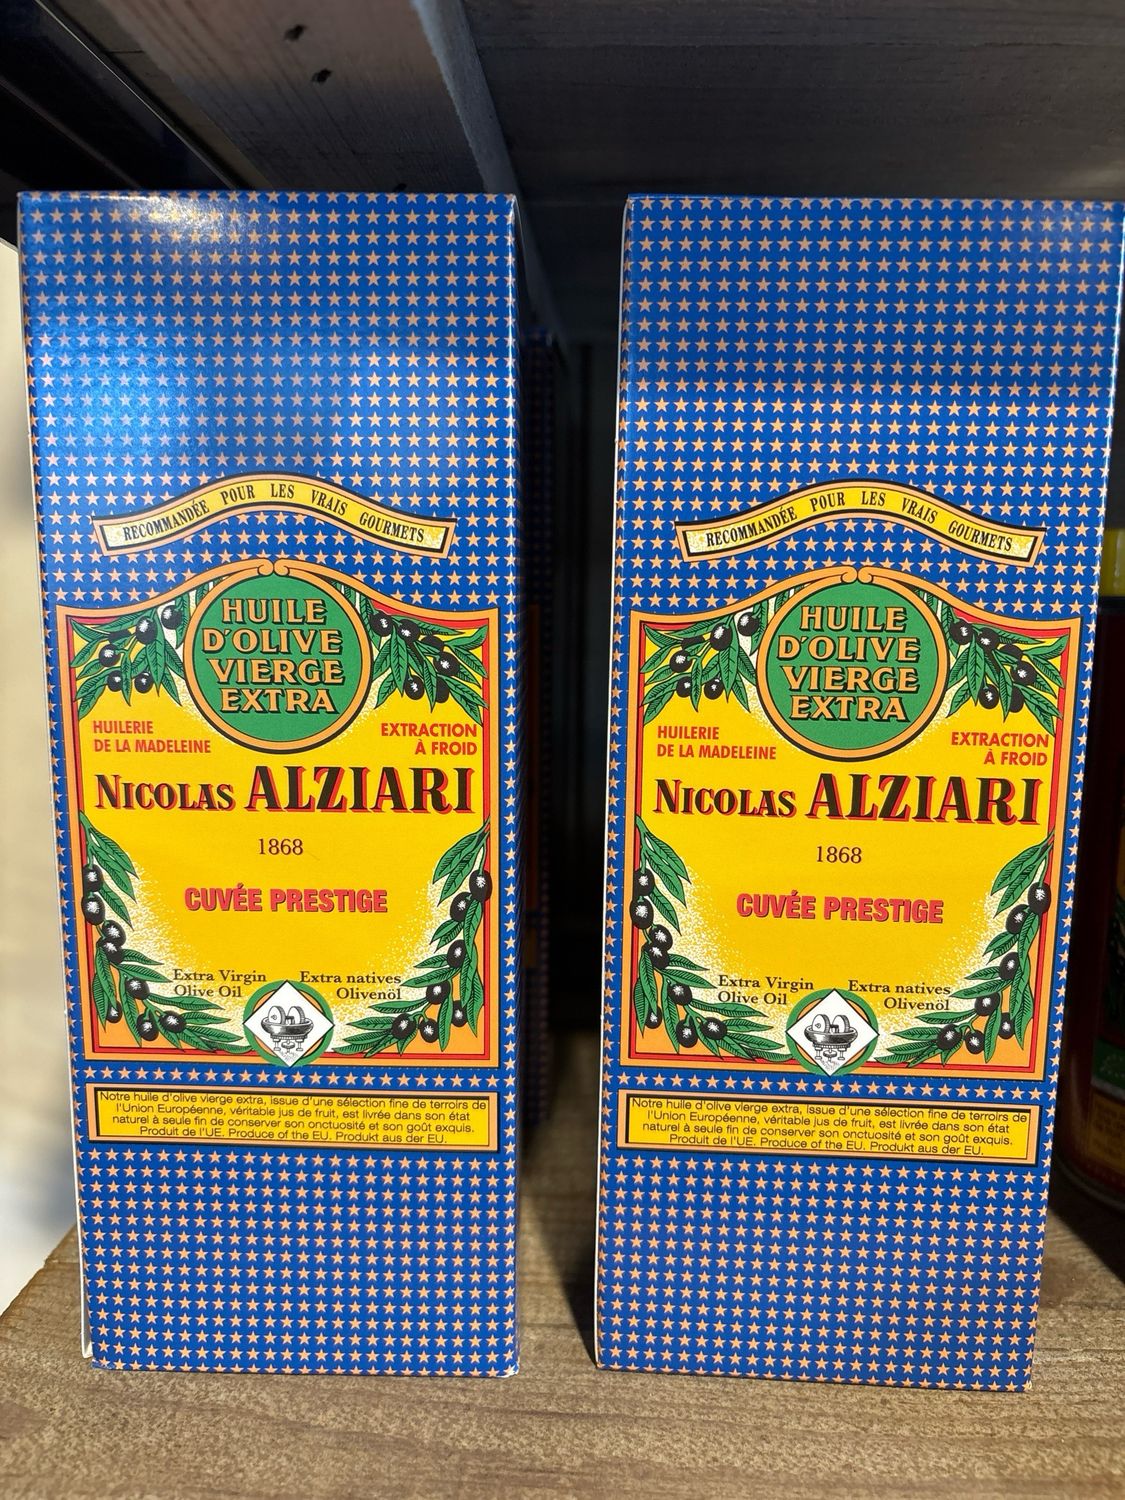 RECOMMANDÉE POUR LES VRAIS GOURMETS
HUILE
D'OLIVE
VIERGE
EXTRA
HUILERIE
DE LA MADELEINE
EXTRACTION
À FROID
NICOLAS ALZIARI
1868
CUVÉE PRESTIGE
Extra Virgin
Olive Oil
Extra natives
Olivenöl
Notre huile d'olive vierge extra, issue d'une sélection fine de terroirs de
l'Union Européenne, véritable jus de fruit, est livrée dans son état
naturel à seule fin de conserver son onctuosité et son goût exquis.
Produit de l'UE. Produce of the EU. Produkt aus der EU.
RECOMMANDÉE POUR LES VRAIS GOURMETS
HUILE
D'OLIVE
VIERGE
EXTRA
HUILERIE
DE LA MADELEINE
EXTRACTION
À FROID
NICOLAS ALZIARI
1868
CUVÉE PRESTIGE
Extra Virgin
Olive Oil
Extra natives
Olivenöl
Notre huile d'olive vierge extra, issue d'une sélection fine de terroirs de
l'Union Européenne, véritable jus de fruit, est livrée dans son état
naturel à seule fin de conserver son onctuosité et son goût exquis.
Produit de l'UE. Produce of the EU. Produkt aus der EU.